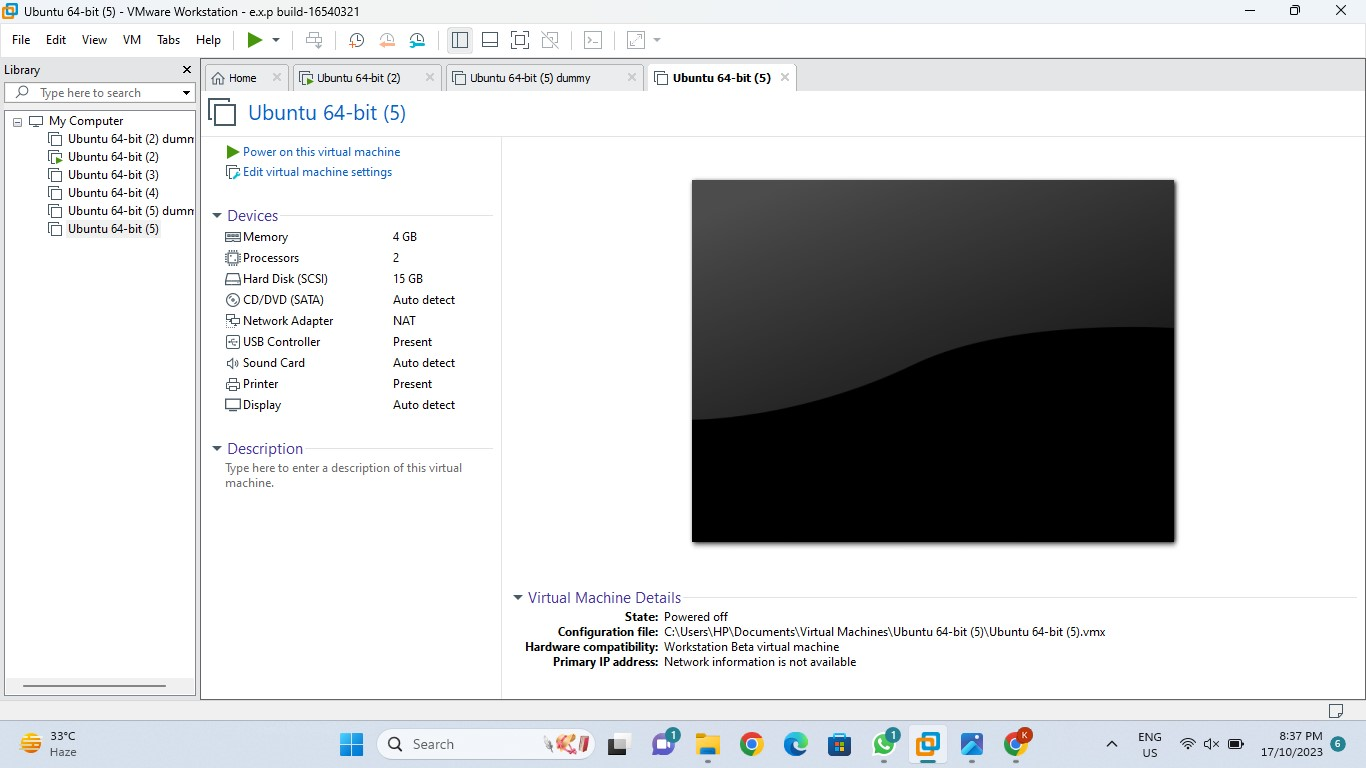 Ubuntu 64-bit (5) - VMware Workstation - e.x.p build-16540321
File Edit View VM Tabs Help
Library
Type here to search
My Computer
Ubuntu 64-bit (2) dumm
Ubuntu 64-bit (2)
Ubuntu 64-bit (3)
Ubuntu 64-bit (4)
Ubuntu 64-bit (5) dumm
Ubuntu 64-bit (5)
Home Ubuntu 64-bit (2) Ubuntu 64-bit (5) dummy Ubuntu 64-bit (5)
Ubuntu 64-bit (5)
Power on this virtual machine
Edit virtual machine settings
Devices
Memory 4 GB
Processors 2
Hard Disk (SCSI) 15 GB
CD/DVD (SATA) Auto detect
Network Adapter NAT
USB Controller Present
Sound Card Auto detect
Printer Present
Display Auto detect
Description
Type here to enter a description of this virtual
machine.
Virtual Machine Details
State: Powered off
Configuration file: C:\Users\HP\Documents\Virtual Machines\Ubuntu 64-bit (5)\Ubuntu 64-bit (5).vmx
Hardware compatibility: Workstation Beta virtual machine
Primary IP address: Network information is not available
33°C
Haze
Search
1
1
K
ENG
US
8:37 PM
17/10/2023
6